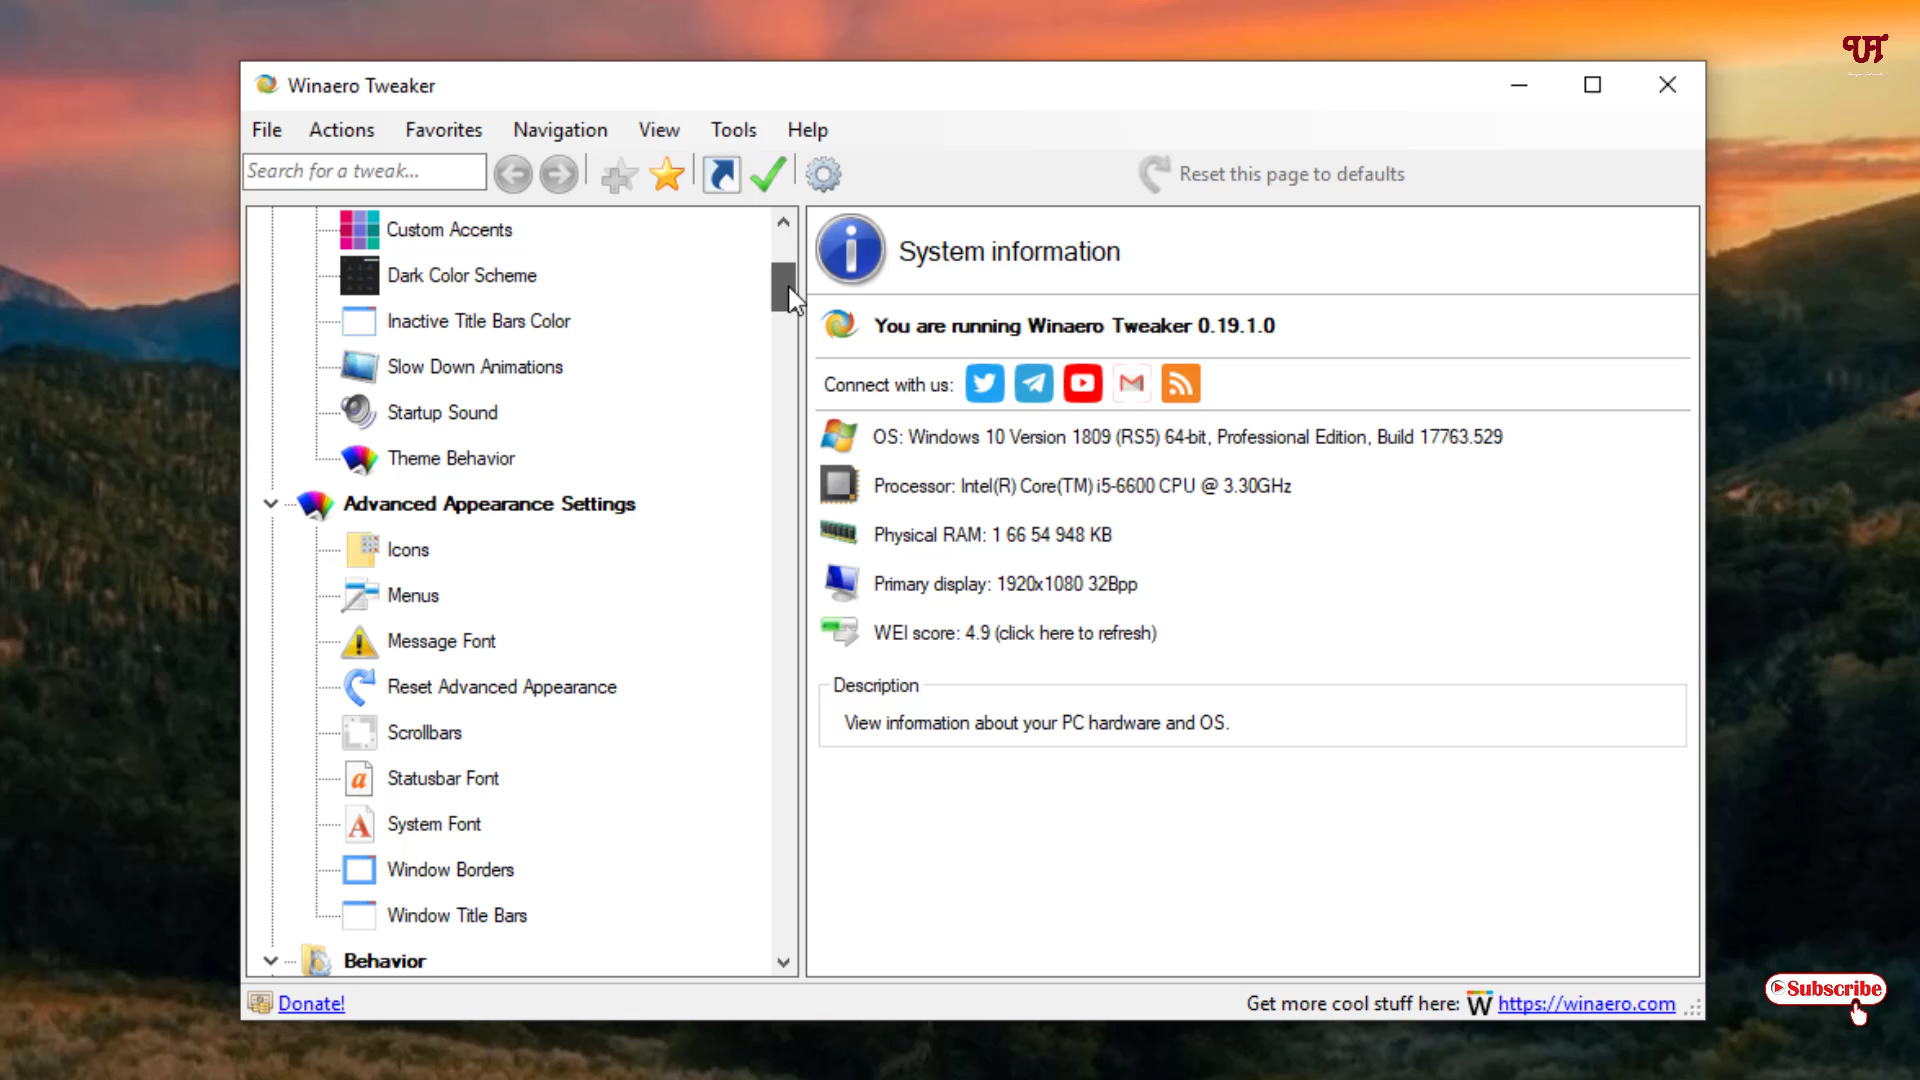 Winaero Tweaker
File Actions Favorites Navigation View Tools Help
Search for a tweak...
Reset this page to defaults
Custom Accents
Dark Color Scheme
Inactive Title Bars Color
Slow Down Animations
Startup Sound
Theme Behavior
Advanced Appearance Settings
Icons
Menus
Message Font
Reset Advanced Appearance
Scrollbars
Statusbar Font
System Font
Window Borders
Window Title Bars
Behavior
System information
You are running Winaero Tweaker 0.19.1.0
Connect with us:
OS: Windows 10 Version 1809 (RS5) 64-bit, Professional Edition, Build 17763.529
Processor: Intel(R) Core(TM) i5-6600 CPU @ 3.30GHz
Physical RAM: 1 66 54 948 KB
Primary display: 1920x1080 32Bpp
WEI score: 4.9 (click here to refresh)
Description
View information about your PC hardware and OS.
Donate!
Get more cool stuff here: W https://winaero.com
Subscribe